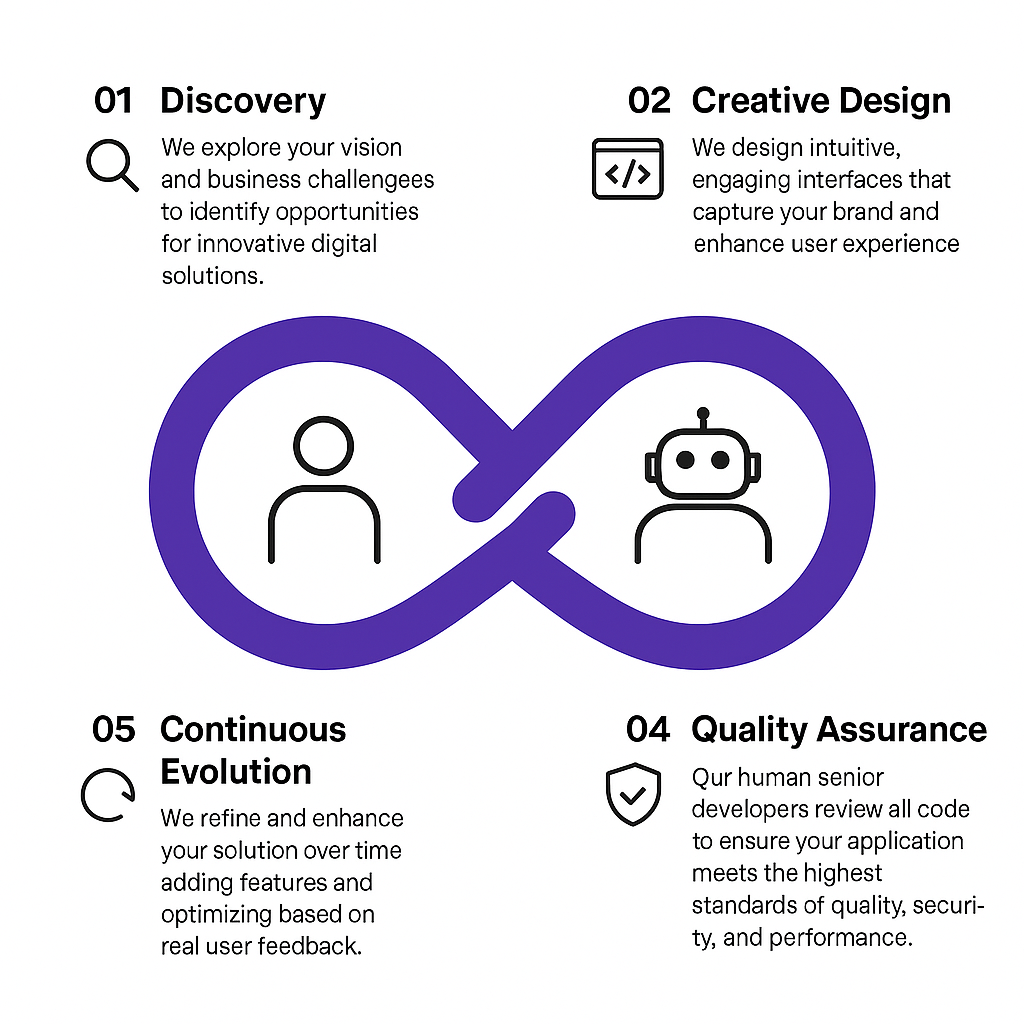 01 Discovery
We explore your vision
and business challengees
to identify opportunities
for innovative digital
solutions.
02 Creative Design
</>
We design intuitive,
engaging interfaces that
capture your brand and
enhance user experience
05 Continuous
Evolution
We refine and enhance
your solution over time
adding features and
optimizing based on
real user feedback.
04 Quality Assurance
Qur human senior
developers review all code
to ensure your application
meets the highest
standards of quality, securi-
ty, and performance.